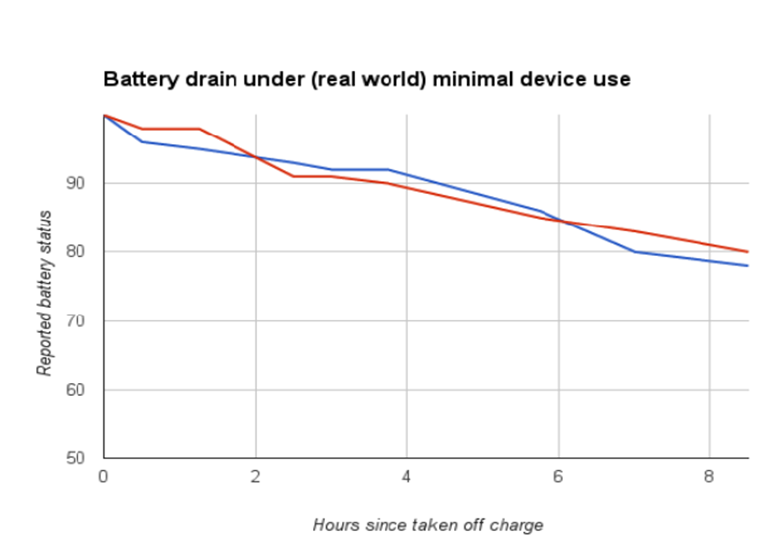 Battery drain under (real world) minimal device use
Reported battery status
90
80
70
60
50
0 2 4 6 8
Hours since taken off charge